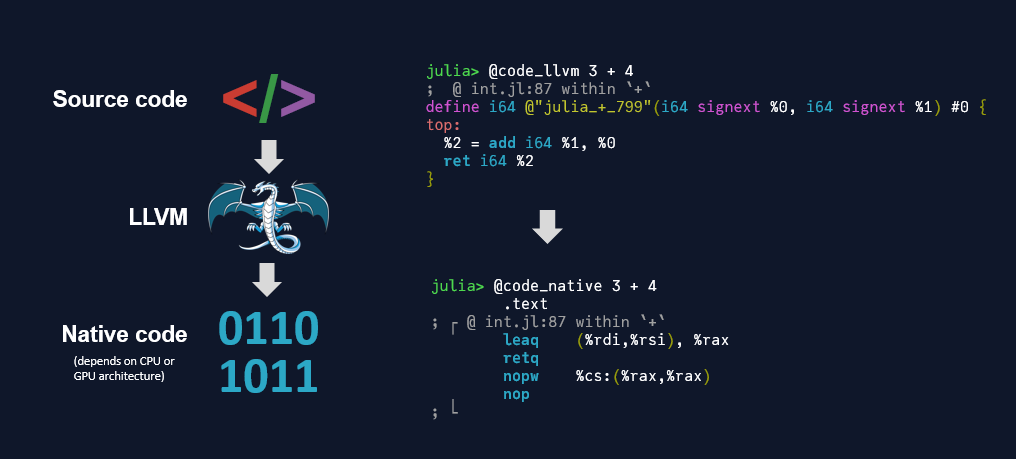 Source code
</>
LLVM
Native code
(depends on CPU or
GPU architecture)
0110
1011
julia> @code_llvm 3 + 4
;  @ int.jl:87 within `+`
define i64 @"julia_+_799"(i64 signext %0, i64 signext %1) #0 {
top:
  %2 = add i64 %1, %0
  ret i64 %2
}
julia> @code_native 3 + 4
        .text
; ┌ @ int.jl:87 within `+`
        leaq    (%rdi,%rsi), %rax
        retq
        nopw    %cs:(%rax,%rax)
        nop
; └